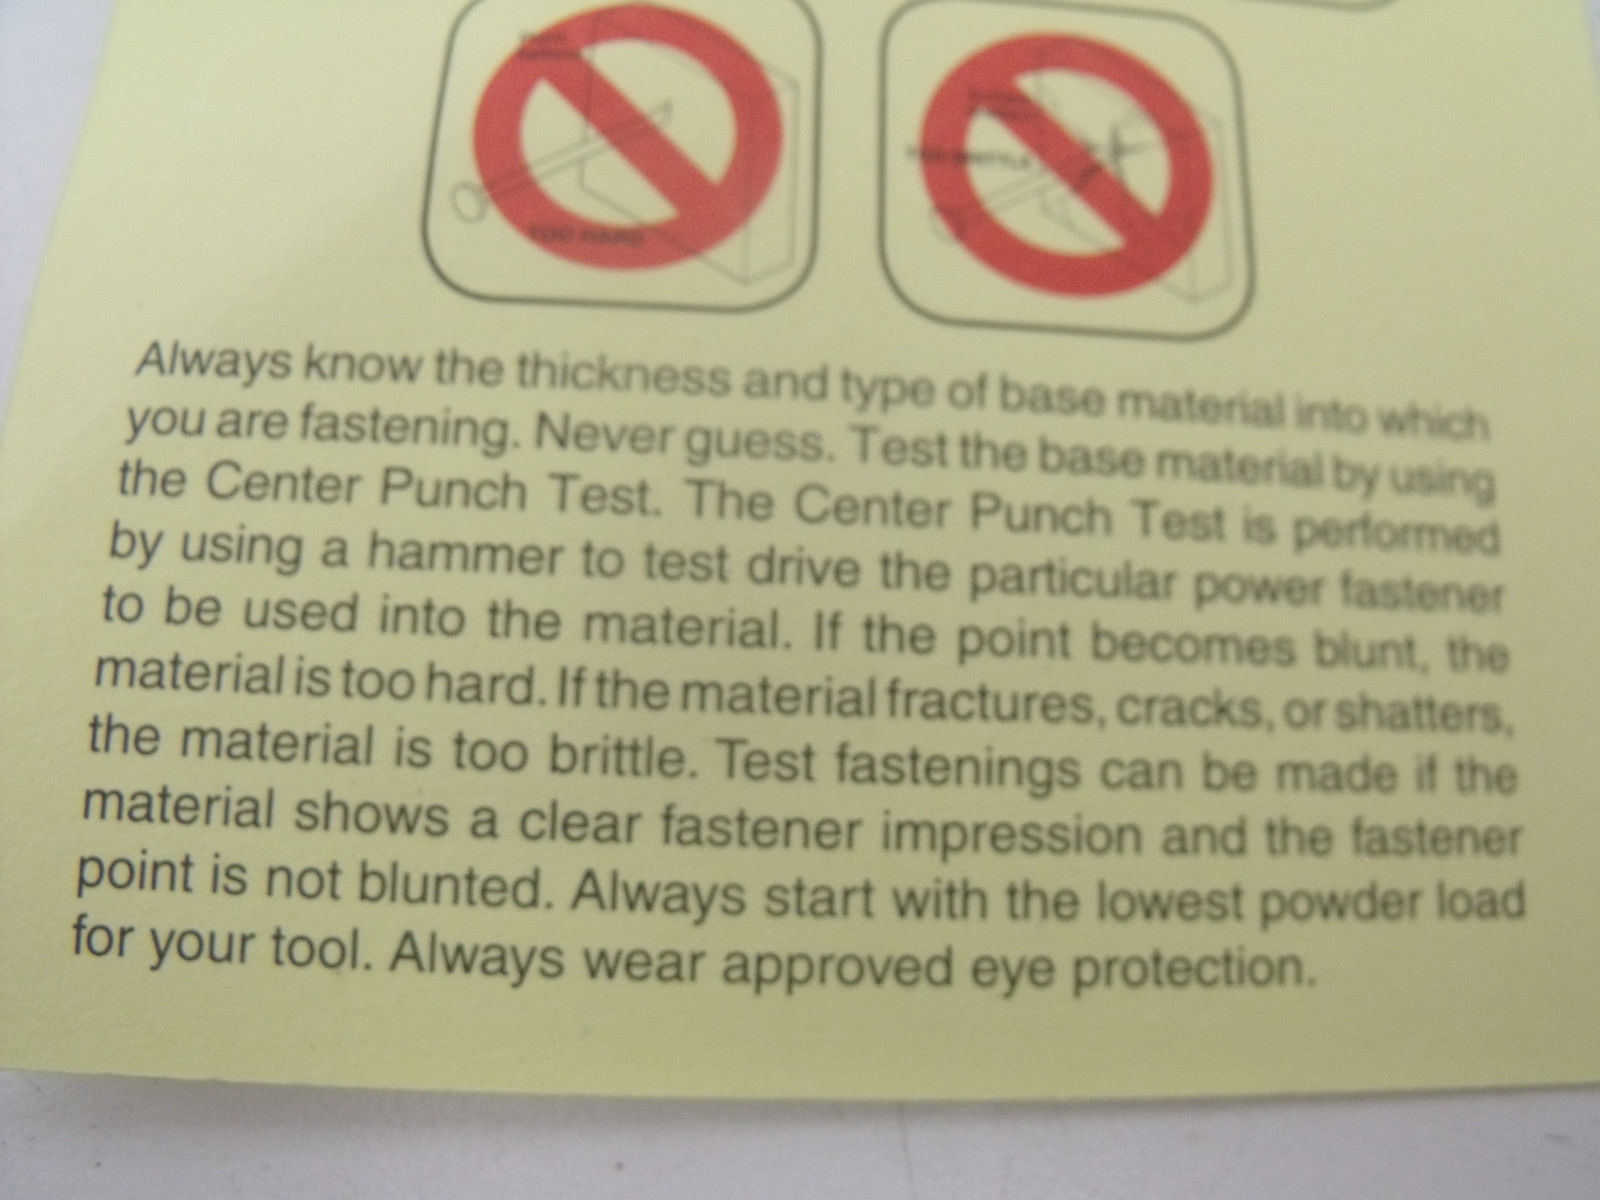 TOO HARD
TOO BRITTLE
Always know the thickness and type of base material into which
you are fastening. Never guess. Test the base material by using
the Center Punch Test. The Center Punch Test is performed
by using a hammer to test drive the particular power fastener
to be used into the material. If the point becomes blunt, the
material is too hard. If the material fractures, cracks, or shatters,
the material is too brittle. Test fastenings can be made if the
material shows a clear fastener impression and the fastener
point is not blunted. Always start with the lowest powder load
for your tool. Always wear approved eye protection.